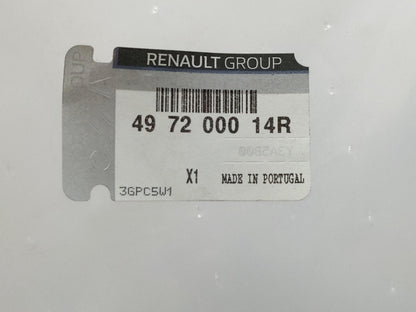 RENAULT GROUP
49 72 000 14R
X1 MADE IN PORTUGAL
3GPC5W1